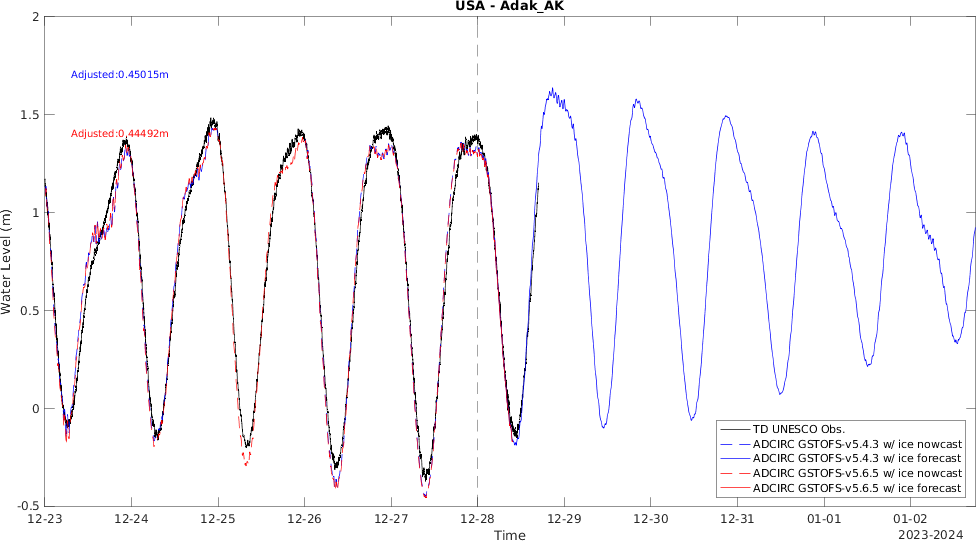 USA - Adak_AK
2
1.5
1
0.5
0
-0.5
Water Level (m)
Adjusted:0.45015m
Adjusted:0.44492m
TD UNESCO Obs.
ADCIRC GSTOFS-v5.4.3 w/ ice nowcast
ADCIRC GSTOFS-v5.4.3 w/ ice forecast
ADCIRC GSTOFS-v5.6.5 w/ ice nowcast
ADCIRC GSTOFS-v5.6.5 w/ ice forecast
12-23 12-24 12-25 12-26 12-27 12-28 12-29 12-30 12-31 01-01 01-02
Time
2023-2024